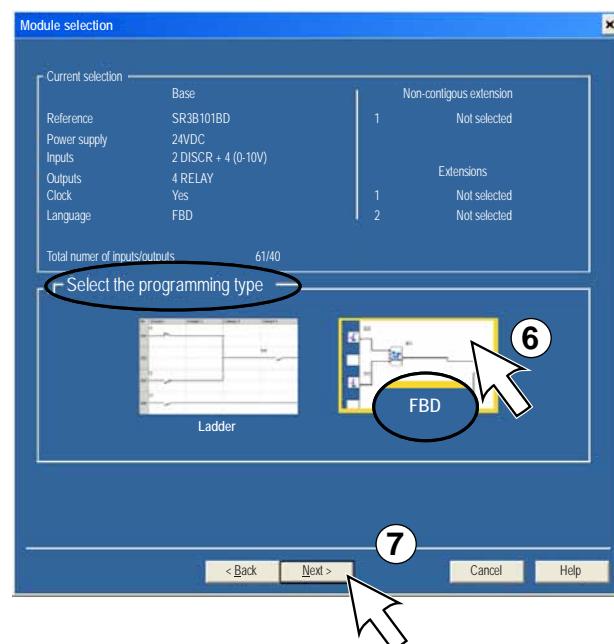 Module selection
Current selection
Base
Non-contigous extension
Reference SR3B101BD 1 Not selected
Power supply 24VDC
Inputs 2 DISCR + 4 (0-10V)
Extensions
Outputs 4 RELAY
Clock Yes 1 Not selected
Language FBD 2 Not selected
Total numer of inputs/outputs 61/40
Select the programming type
6
FBD
Ladder
7
< Back Next > Cancel Help